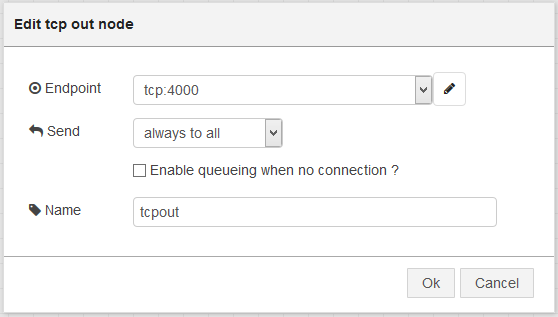 Edit tcp out node
Endpoint tcp:4000
Send always to all
Enable queueing when no connection ?
Name tcpout
Ok Cancel